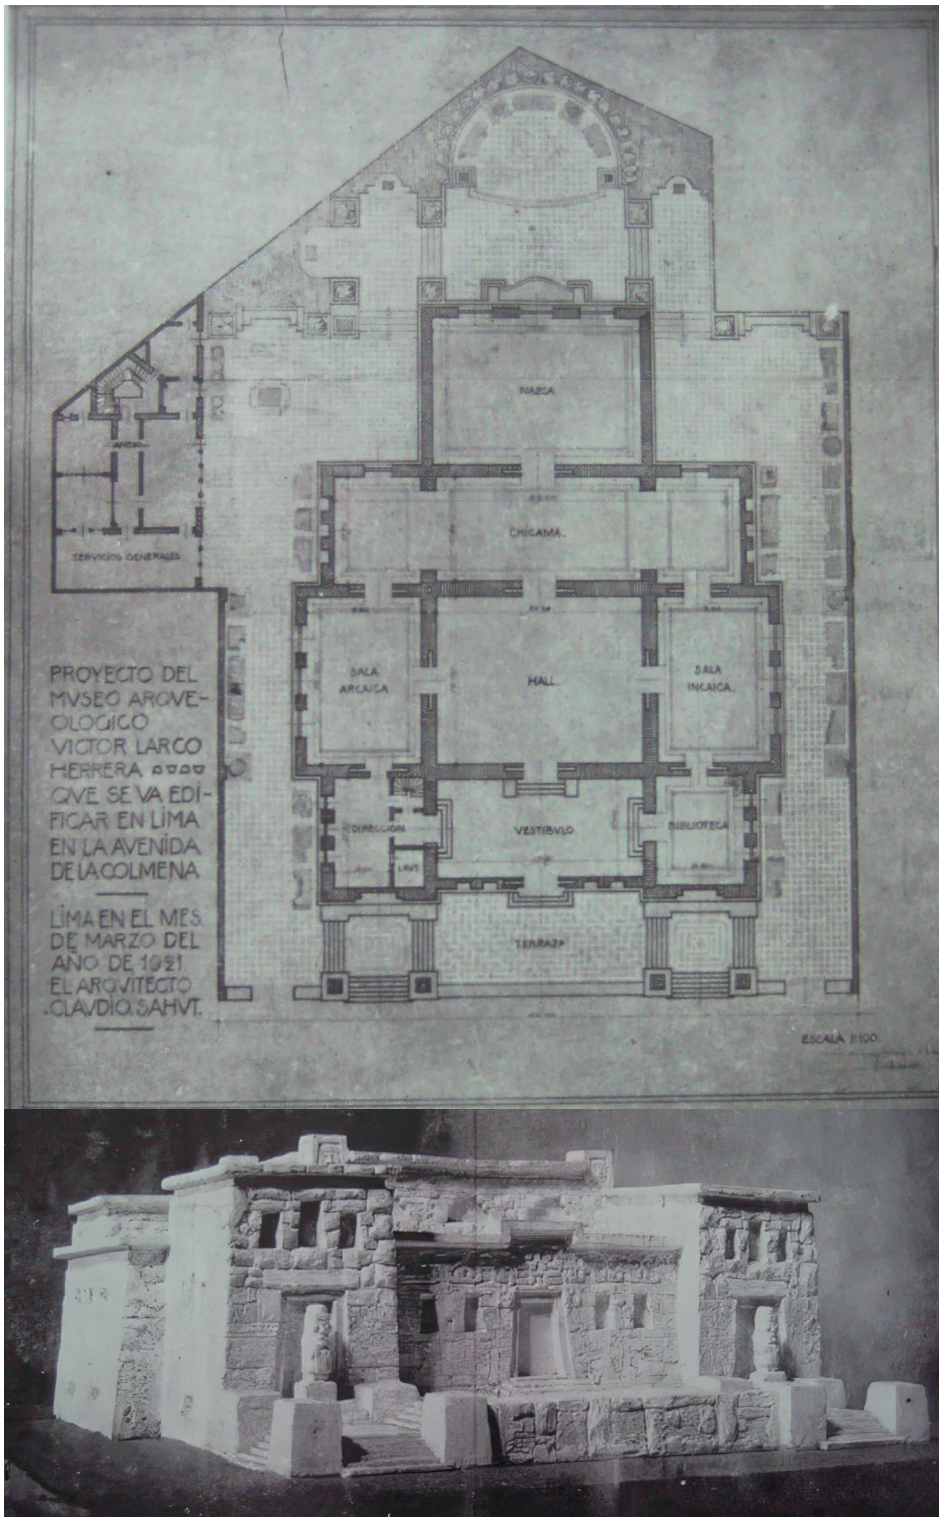 NAZCA
CHICAMA.
SERVICIOS GENERALES
SALA
ARCAICA
HALL.
SALA
INCAICA.
DIRECCION
VESTIBVLO
BIBLIOTECA
LAVT.
TERRAZA
PROYECTO DEL
MVSEO ARQVE-
OLOGICO
VICTOR LARCO
HERRERA
QVE SE VA EDI-
FICAR EN LIMA
EN LA AVENIDA
DE LA COLMENA
LIMA EN EL MES
DE MARZO DEL
AÑO DE 1921
EL ARQVITECTO
CLAVDIO SAHVT.
ESCALA 1:100.